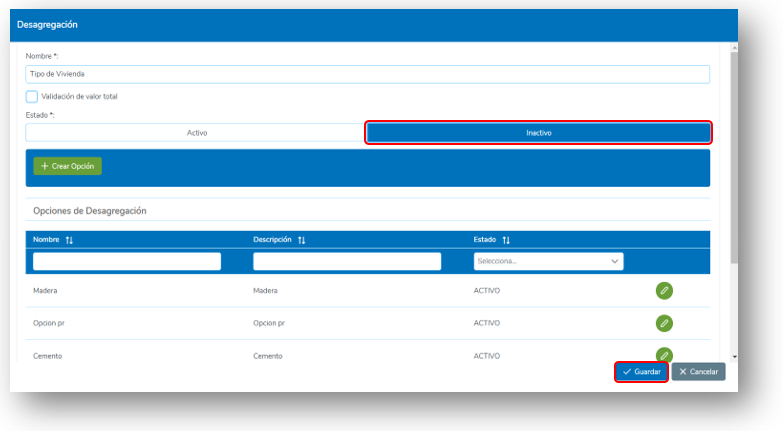 Desagregación
Nombre *:
Tipo de Vivienda
Validación de valor total
Estado *:
Activo Inactivo
Crear Opción
Opciones de Desagregación
Nombre Descripción Estado
Selecciona...
Madera Madera ACTIVO
Opcion pr Opcion pr ACTIVO
Cemento Cemento ACTIVO
Guardar Cancelar